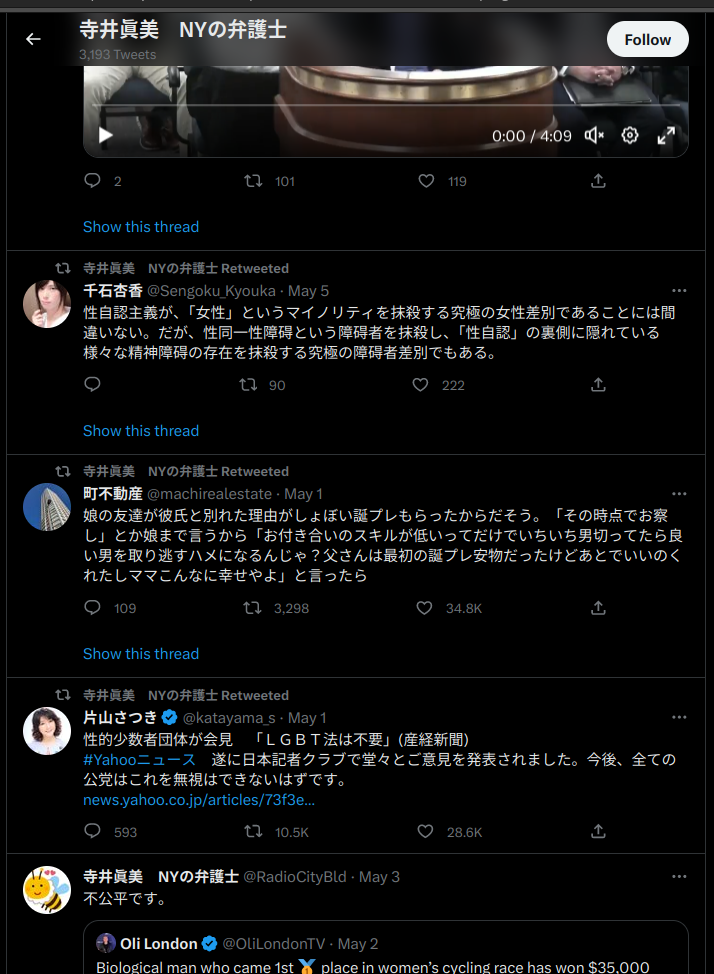 寺井眞美　NYの弁護士
3,193 Tweets
Follow
0:00 / 4:09
2 101 119
Show this thread
寺井眞美　NYの弁護士 Retweeted
千石杏香 @Sengoku_Kyouka · May 5
性自認主義が、「女性」というマイノリティを抹殺する究極の女性差別であることには間
違いない。だが、性同一性障碍という障碍者を抹殺し、「性自認」の裏側に隠れている
様々な精神障碍の存在を抹殺する究極の障碍者差別でもある。
90 222
Show this thread
寺井眞美　NYの弁護士 Retweeted
町不動産 @machirealestate · May 1
娘の友達が彼氏と別れた理由がしょぼい誕プレもらったからだそう。「その時点でお察
し」とか娘まで言うから「お付き合いのスキルが低いってだけでいちいち男切ってたら良
い男を取り逃すハメになるんじゃ？父さんは最初の誕プレ安物だったけどあとでいいのく
れたしママこんなに幸せやよ」と言ったら
109 3,298 34.8K
Show this thread
寺井眞美　NYの弁護士 Retweeted
片山さつき @katayama_s · May 1
性的少数者団体が会見　「ＬＧＢＴ法は不要」(産経新聞)
#Yahooニュース　遂に日本記者クラブで堂々とご意見を発表されました。今後、全ての
公党はこれを無視はできないはずです。
news.yahoo.co.jp/articles/73f3e…
593 10.5K 28.6K
寺井眞美　NYの弁護士 @RadioCityBld · May 3
不公平です。
Oli London @OliLondonTV · May 2
Biological man who came 1st 🥇 place in women’s cycling race has won $35,000